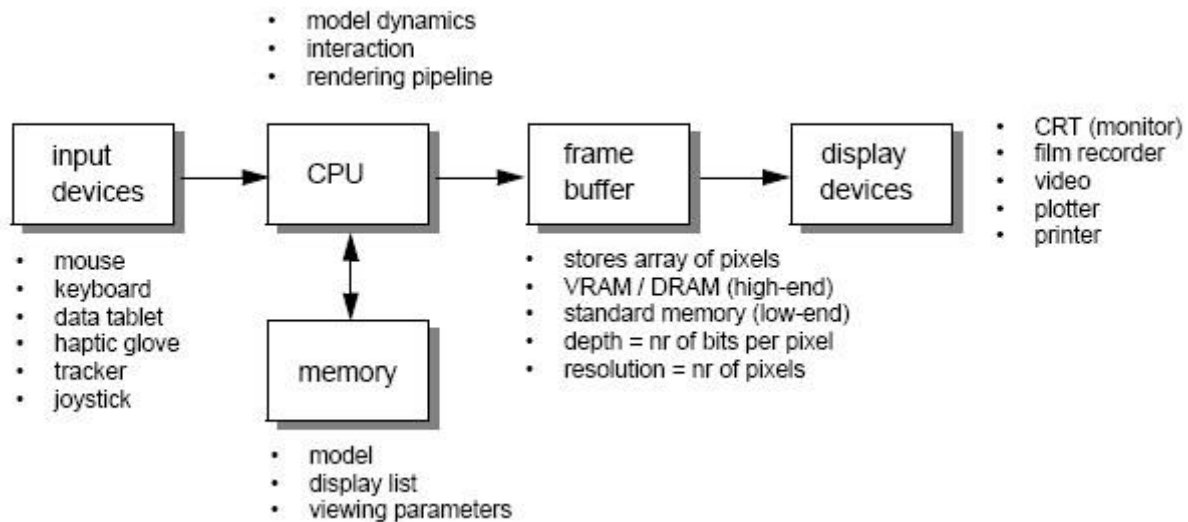 • model dynamics
• interaction
• rendering pipeline
input
devices
CPU
frame
buffer
display
devices
• CRT (monitor)
• film recorder
• video
• plotter
• printer
• mouse
• keyboard
• data tablet
• haptic glove
• tracker
• joystick
memory
• stores array of pixels
• VRAM / DRAM (high-end)
• standard memory (low-end)
• depth = nr of bits per pixel
• resolution = nr of pixels
• model
• display list
• viewing parameters